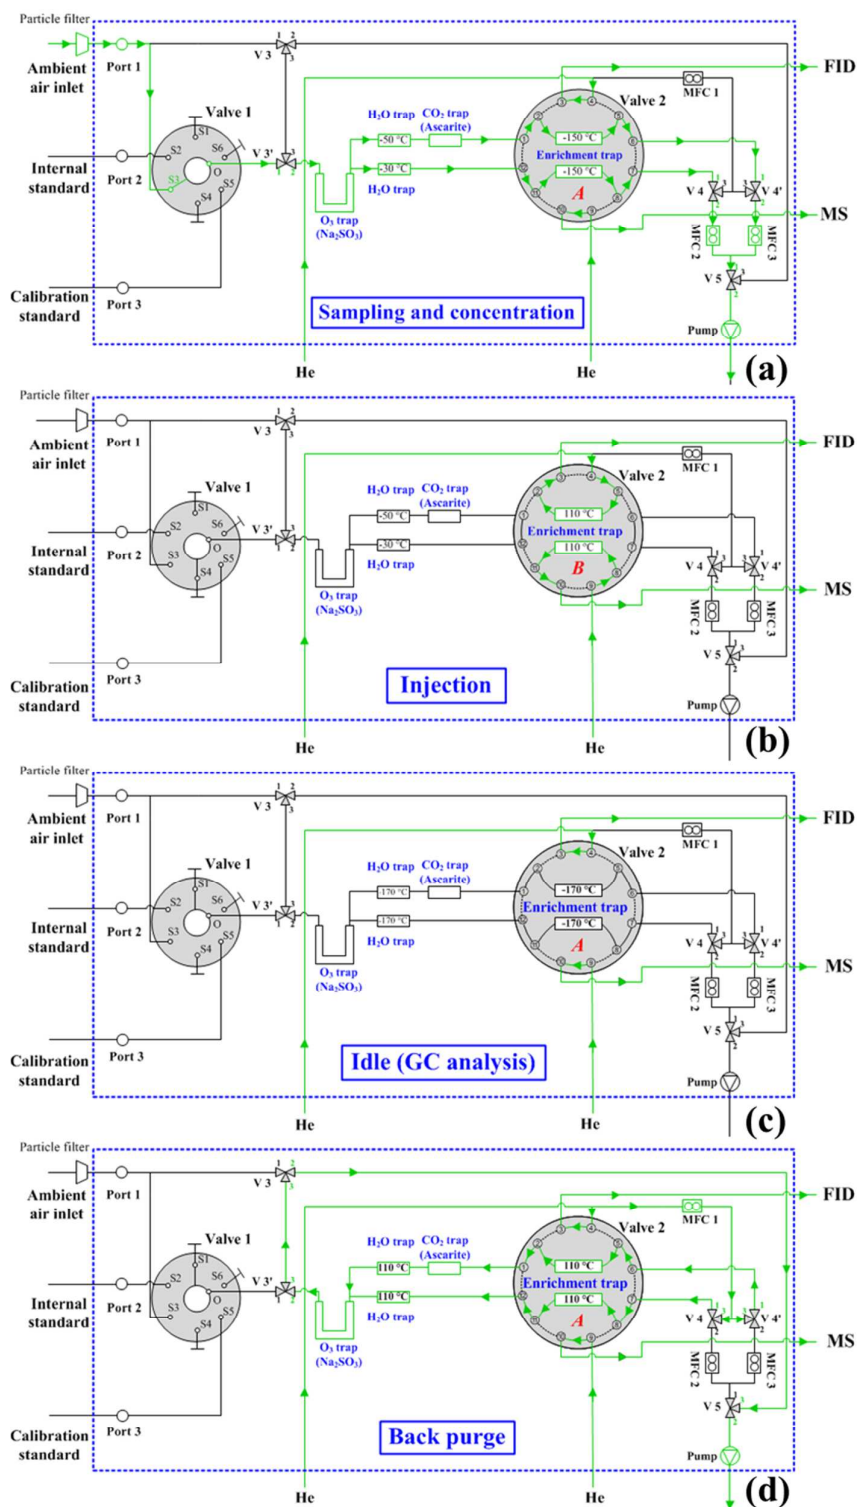 Particle filter
Ambient
air inlet
Port 1
V 3
1 2
3
FID
MFC 1
Valve 1
Valve 2
H₂O trap
CO₂ trap
(Ascarite)
S1
S2
S6
V 3'
-50 °C
-150 °C
Internal
standard
Port 2
S3
O
S5
S4
-30 °C
H₂O trap
Enrichment trap
-150 °C
A
V 4
V 4'
O₃ trap
(Na₂SO₃)
MS
MFC 2
MFC 3
V 5
Calibration
standard
Port 3
Sampling and concentration
Pump
He
He
(a)
Particle filter
Ambient
air inlet
Port 1
V 3
1 2
3
FID
MFC 1
Valve 1
Valve 2
H₂O trap
CO₂ trap
(Ascarite)
S1
S2
S6
V 3'
-50 °C
110 °C
Internal
standard
Port 2
S3
O
S5
S4
-30 °C
H₂O trap
Enrichment trap
110 °C
B
V 4
V 4'
O₃ trap
(Na₂SO₃)
MS
MFC 2
MFC 3
V 5
Calibration
standard
Port 3
Injection
Pump
He
He
(b)
Particle filter
Ambient
air inlet
Port 1
V 3
1 2
3
FID
MFC 1
Valve 1
Valve 2
H₂O trap
CO₂ trap
(Ascarite)
S1
S2
S6
V 3'
-170 °C
-170 °C
Internal
standard
Port 2
S3
O
S5
S4
-170 °C
H₂O trap
Enrichment trap
-170 °C
A
V 4
V 4'
O₃ trap
(Na₂SO₃)
MS
MFC 2
MFC 3
V 5
Calibration
standard
Port 3
Idle (GC analysis)
Pump
He
He
(c)
Particle filter
Ambient
air inlet
Port 1
V 3
1 2
3
FID
MFC 1
Valve 1
Valve 2
H₂O trap
CO₂ trap
(Ascarite)
S1
S2
S6
V 3'
110 °C
110 °C
Internal
standard
Port 2
S3
O
S5
S4
110 °C
H₂O trap
Enrichment trap
110 °C
A
V 4
V 4'
O₃ trap
(Na₂SO₃)
MS
MFC 2
MFC 3
V 5
Calibration
standard
Port 3
Back purge
Pump
He
He
(d)